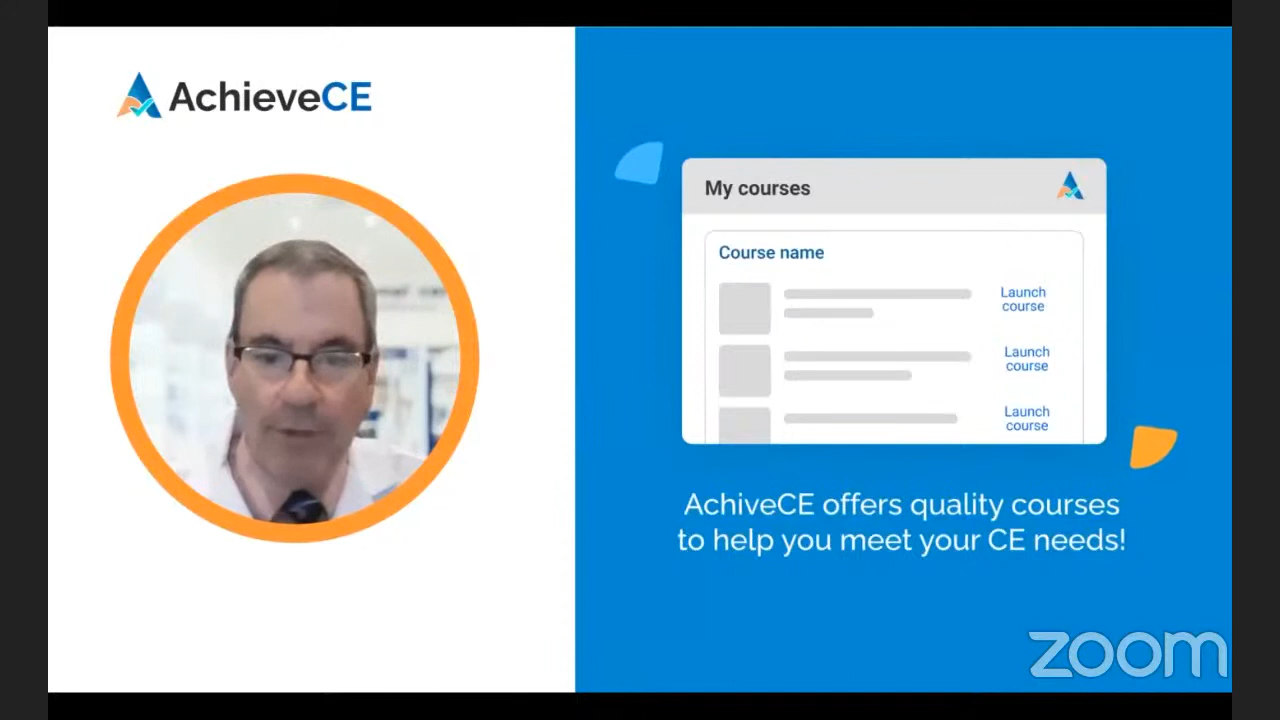 AchieveCE
My courses
Course name
Launch
course
Launch
course
Launch
course
AchiveCE offers quality courses
to help you meet your CE needs!
zoom